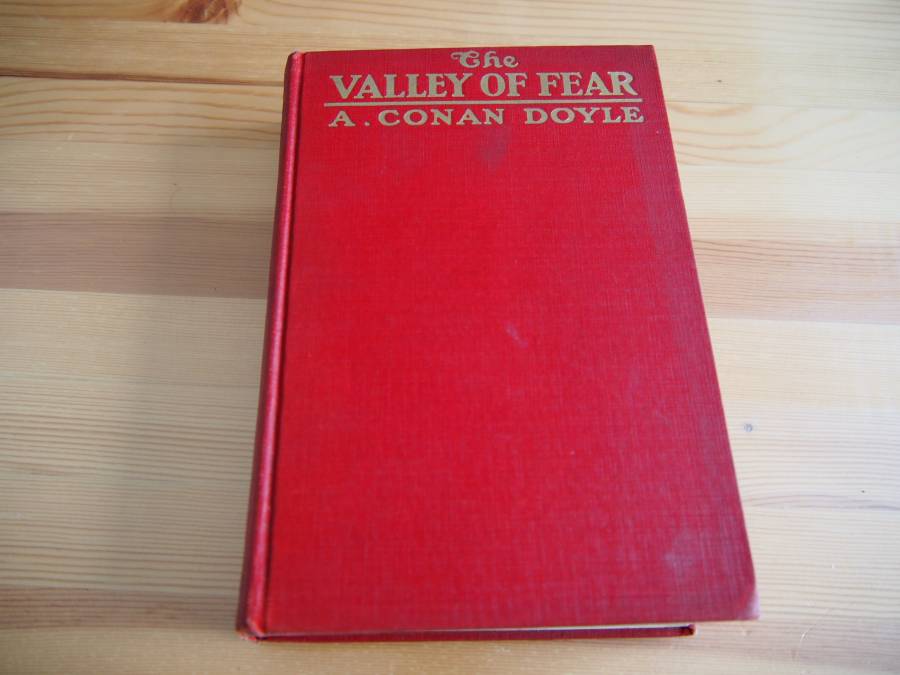 The
VALLEY OF FEAR
A. CONAN DOYLE